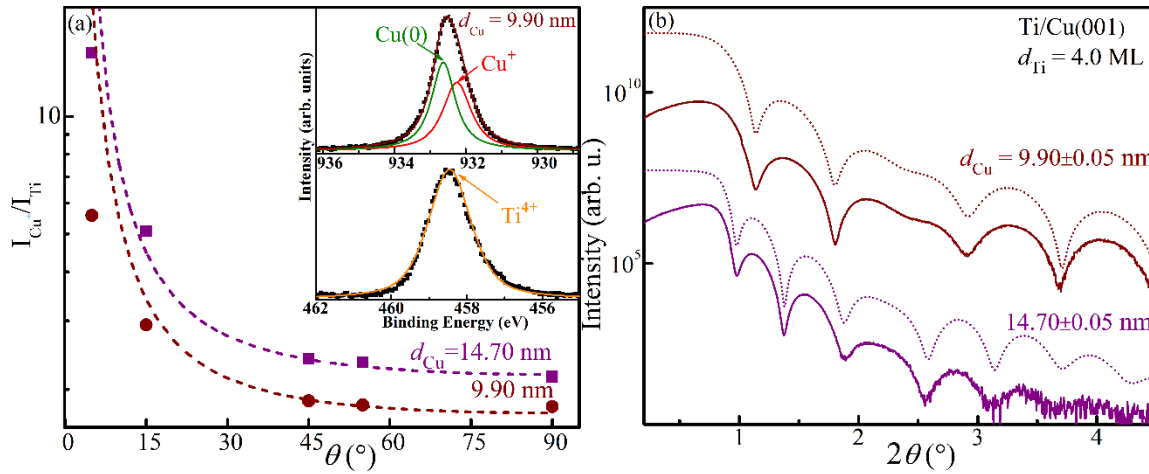 (a)
I_Cu/I_Ti
10
0
15
30
45
60
75
90
θ (°)
d_Cu=14.70 nm
9.90 nm
d_Cu = 9.90 nm
Cu(0)
Cu⁺
Intensity (arb. units)
936
934
932
930
Ti⁴⁺
462
460
458
456
Binding Energy (eV)
(b)
Ti/Cu(001)
d_Ti = 4.0 ML
Intensity (arb. u.)
10¹⁰
10⁵
d_Cu = 9.90±0.05 nm
14.70±0.05 nm
1
2
3
4
2θ (°)